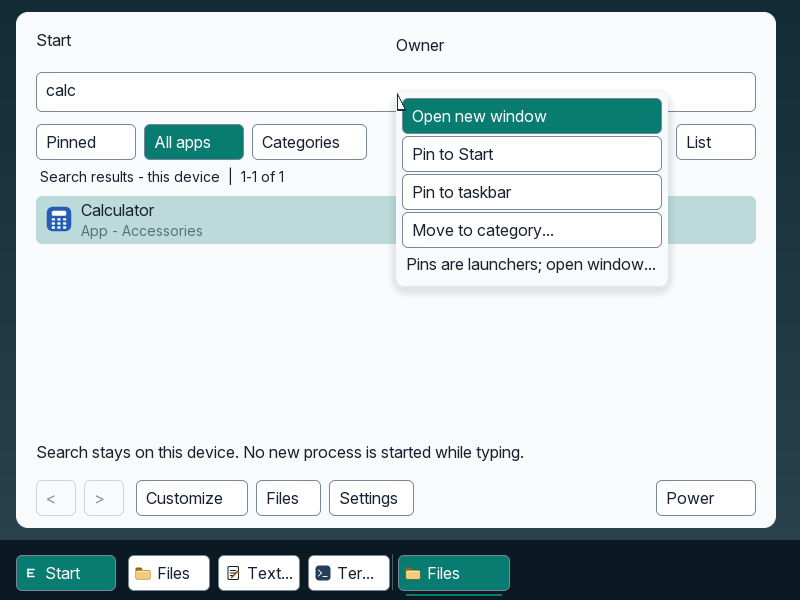 Start
Owner
calc
Open new window
Pinned
All apps
Categories
List
Pin to Start
Search results - this device | 1-1 of 1
Pin to taskbar
Calculator
App - Accessories
Move to category...
Pins are launchers; open window...
Search stays on this device. No new process is started while typing.
<
>
Customize
Files
Settings
Power
E Start
Files
Text...
Ter...
Files